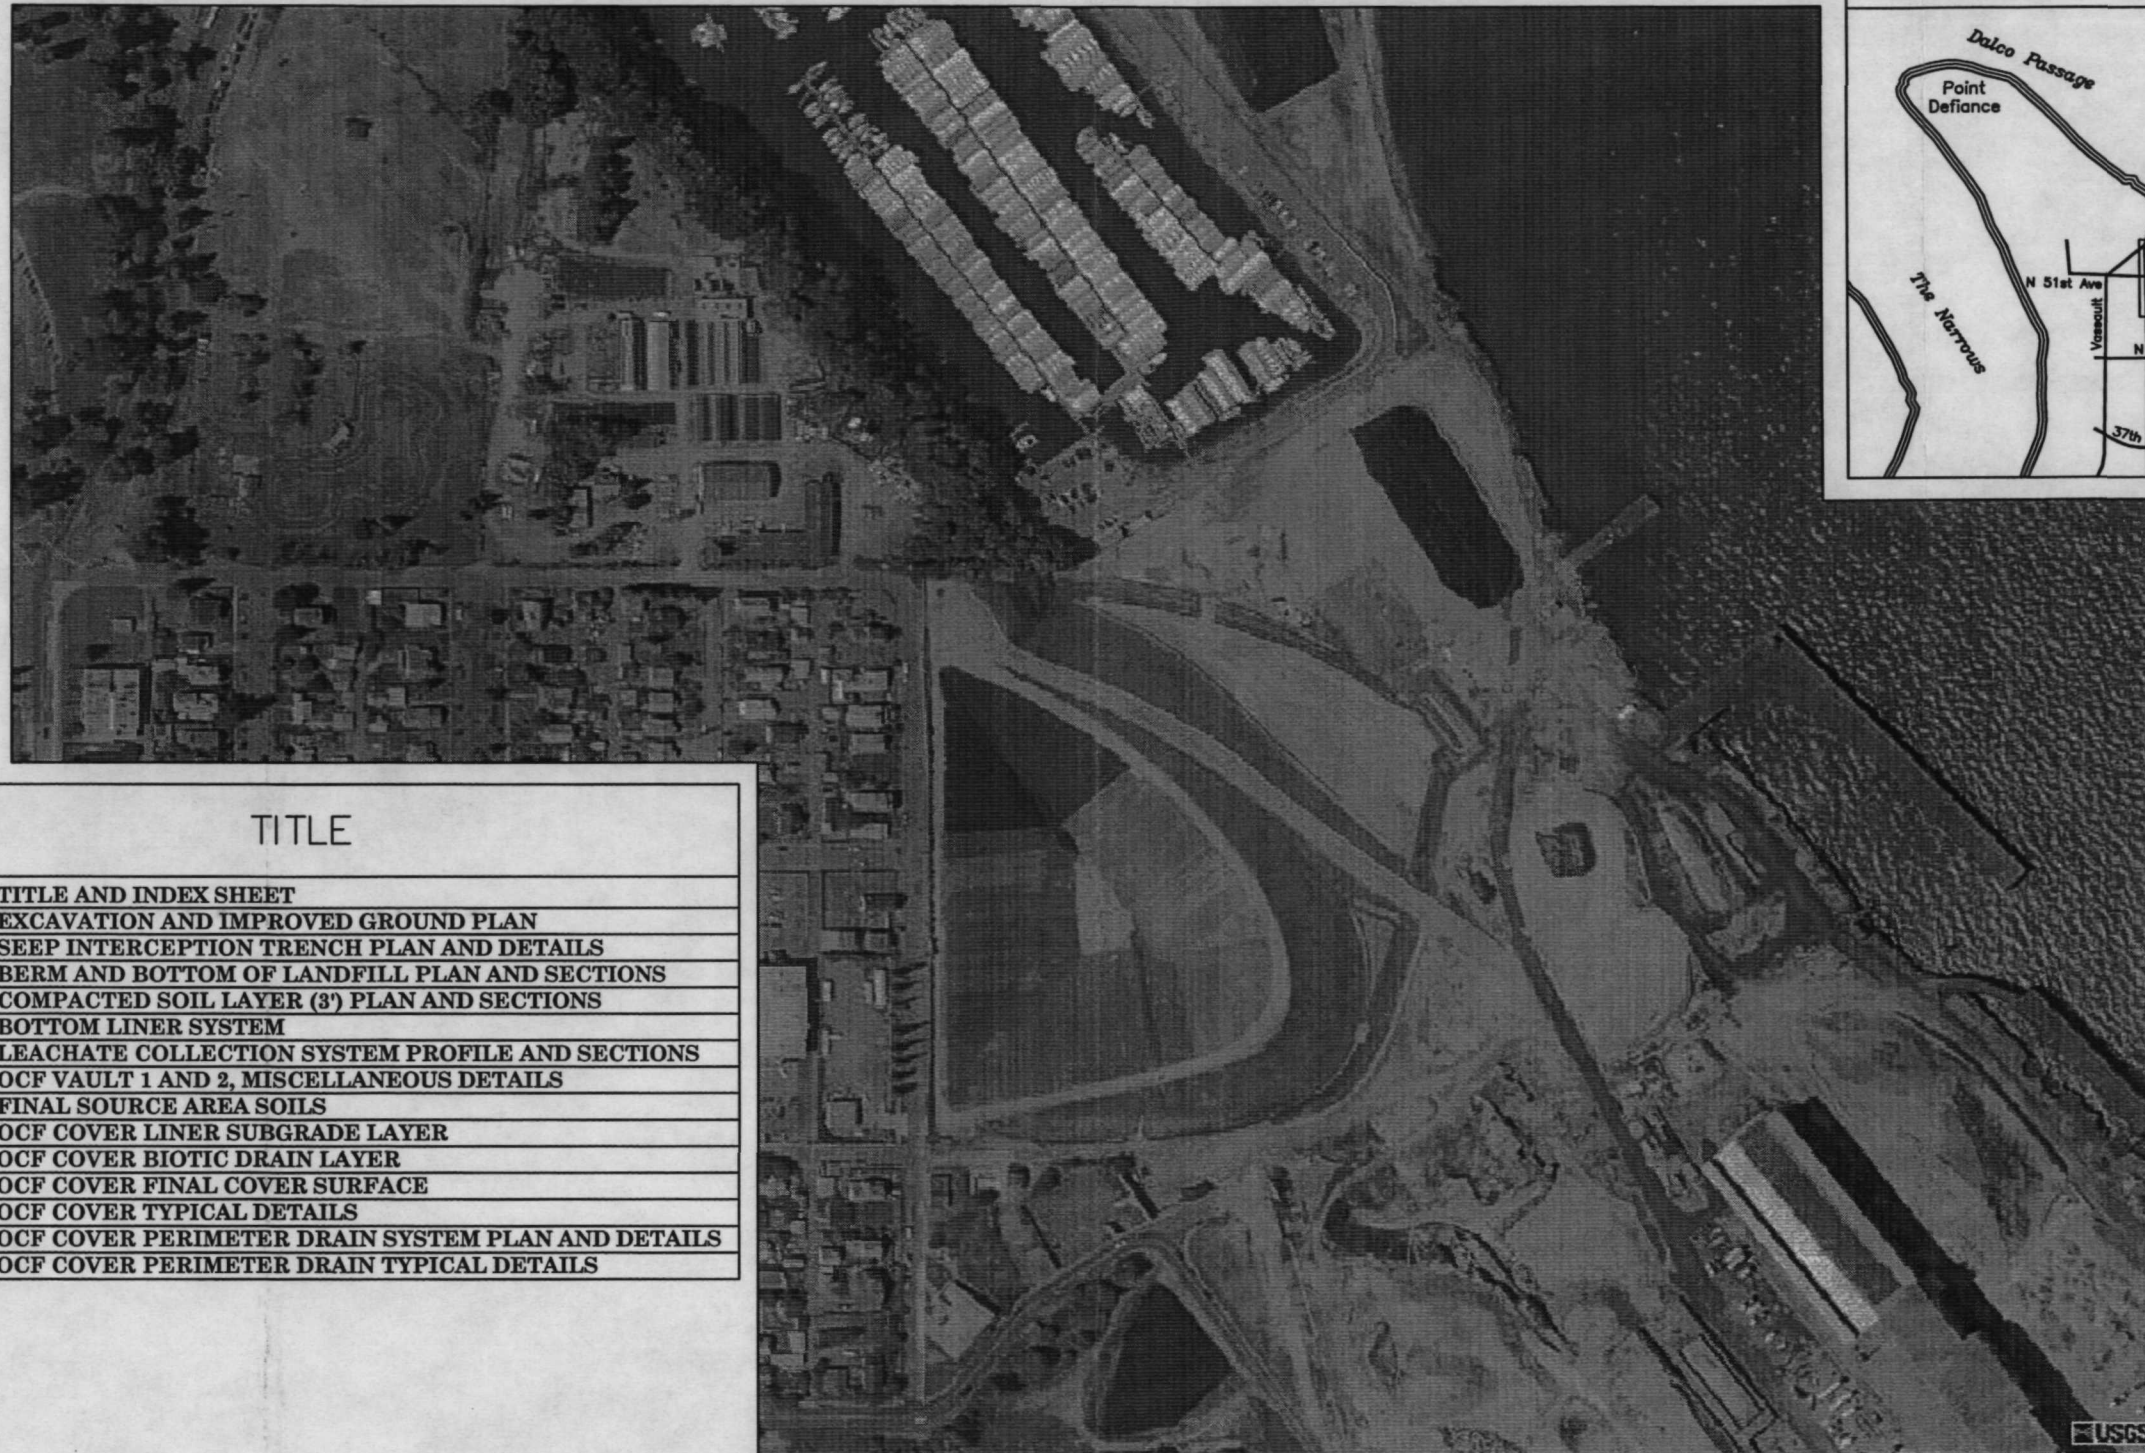 Dalco Passage
Point
Defiance
The Narrows
N 51st Ave
Vassault
N
37th
TITLE
TITLE AND INDEX SHEET
EXCAVATION AND IMPROVED GROUND PLAN
SEEP INTERCEPTION TRENCH PLAN AND DETAILS
BERM AND BOTTOM OF LANDFILL PLAN AND SECTIONS
COMPACTED SOIL LAYER (3') PLAN AND SECTIONS
BOTTOM LINER SYSTEM
LEACHATE COLLECTION SYSTEM PROFILE AND SECTIONS
OCF VAULT 1 AND 2, MISCELLANEOUS DETAILS
FINAL SOURCE AREA SOILS
OCF COVER LINER SUBGRADE LAYER
OCF COVER BIOTIC DRAIN LAYER
OCF COVER FINAL COVER SURFACE
OCF COVER TYPICAL DETAILS
OCF COVER PERIMETER DRAIN SYSTEM PLAN AND DETAILS
OCF COVER PERIMETER DRAIN TYPICAL DETAILS
USGS